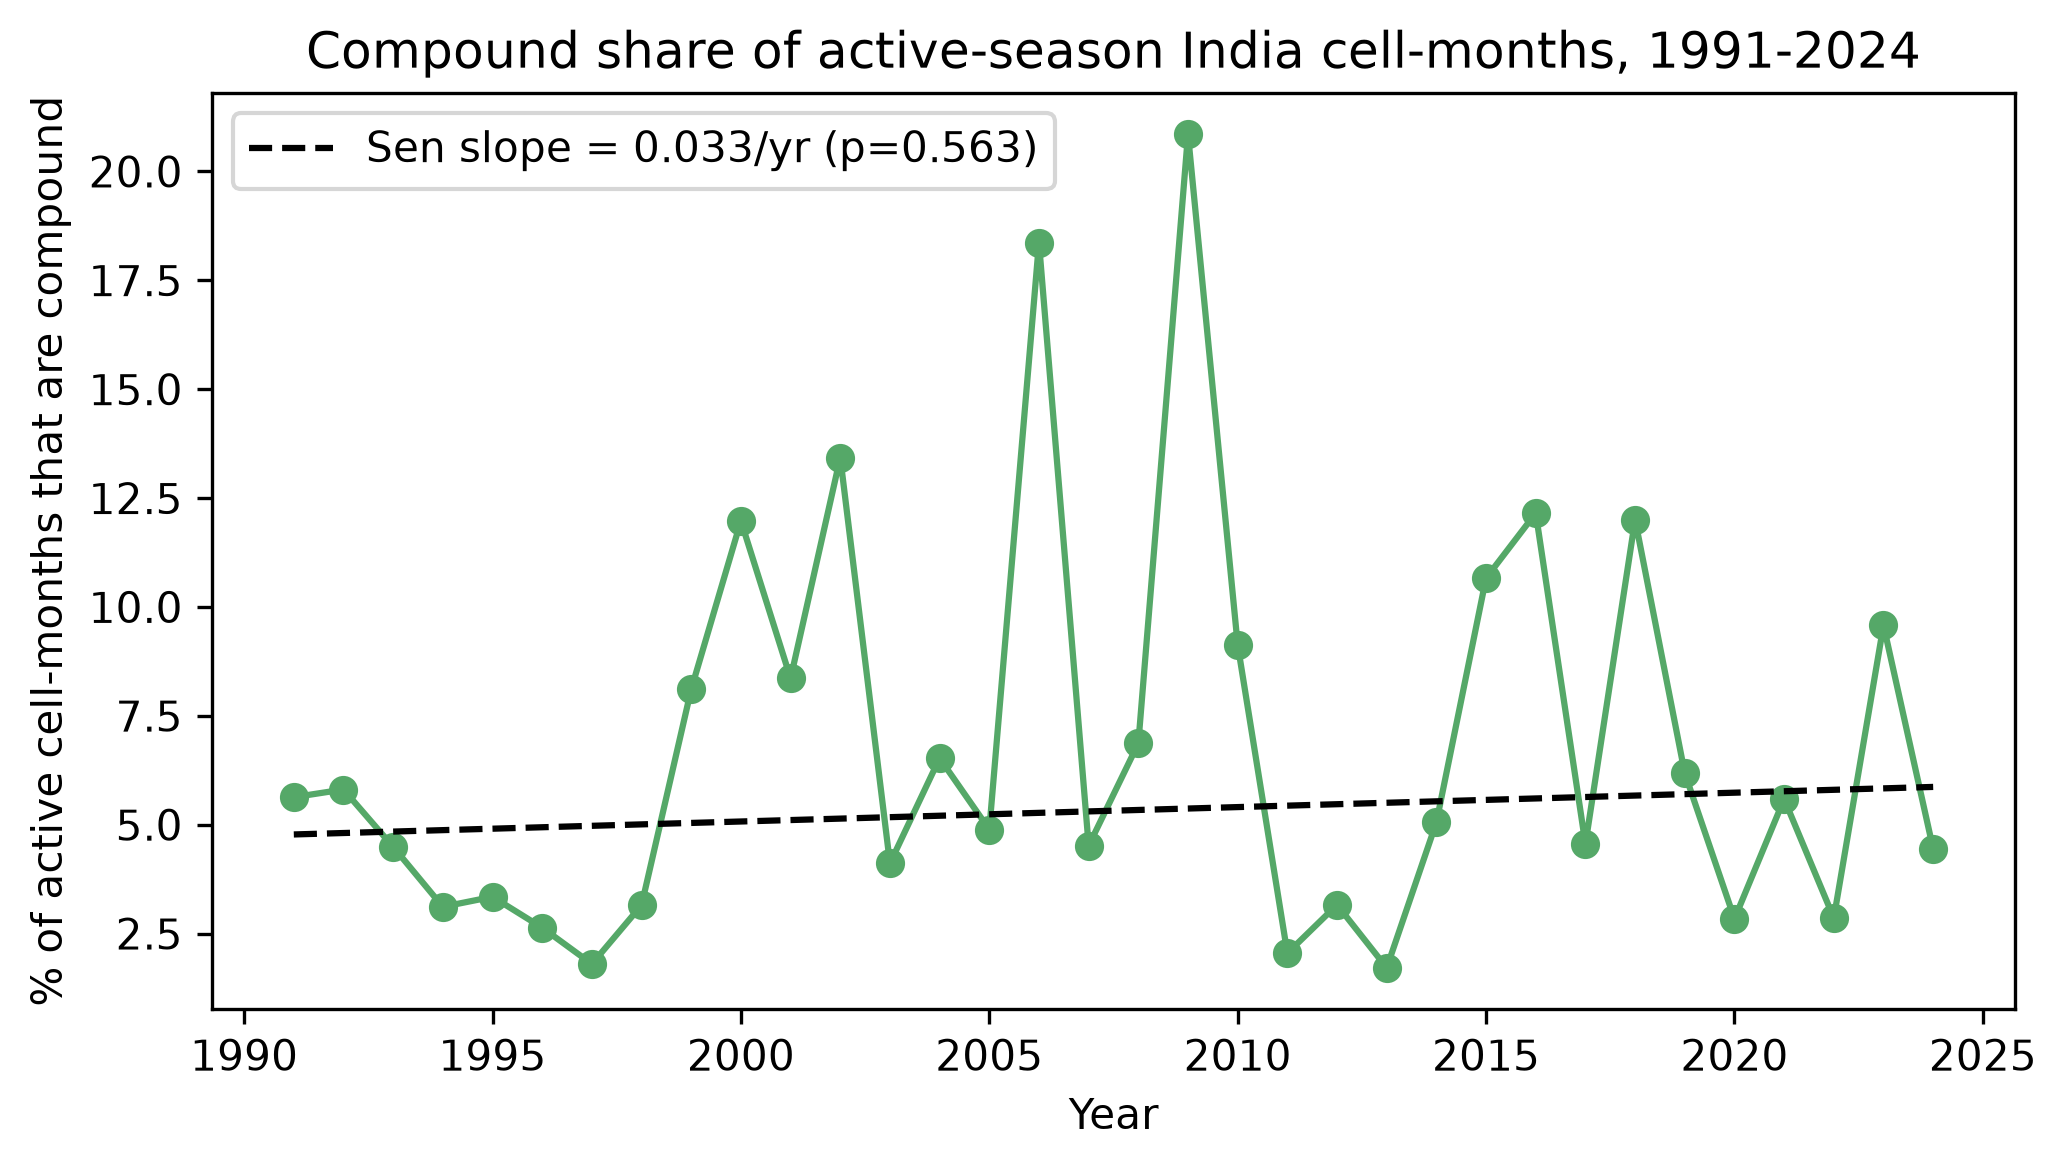 Compound share of active-season India cell-months, 1991-2024
Sen slope = 0.033/yr (p=0.563)
% of active cell-months that are compound
20.0
17.5
15.0
12.5
10.0
7.5
5.0
2.5
1990 1995 2000 2005 2010 2015 2020 2025
Year